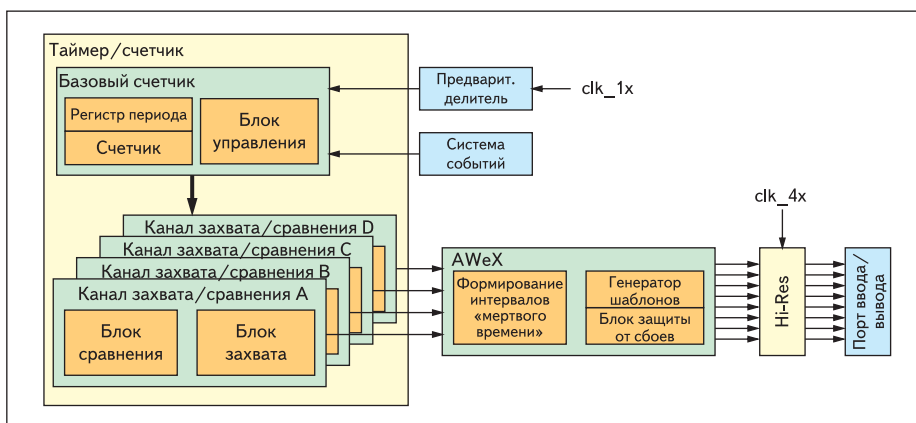 Таймер/счетчик
Базовый счетчик
Регистр периода
Счетчик
Блок
управления
Предварит.
делитель
clk_1x
Система
событий
Канал захвата/сравнения D
Канал захвата/сравнения C
Канал захвата/сравнения B
Канал захвата/сравнения A
Блок
сравнения
Блок
захвата
AWeX
Формирование
интервалов
«мертвого
времени»
Генератор
шаблонов
Блок защиты
от сбоев
clk_4x
Hi-Res
Порт ввода/
вывода